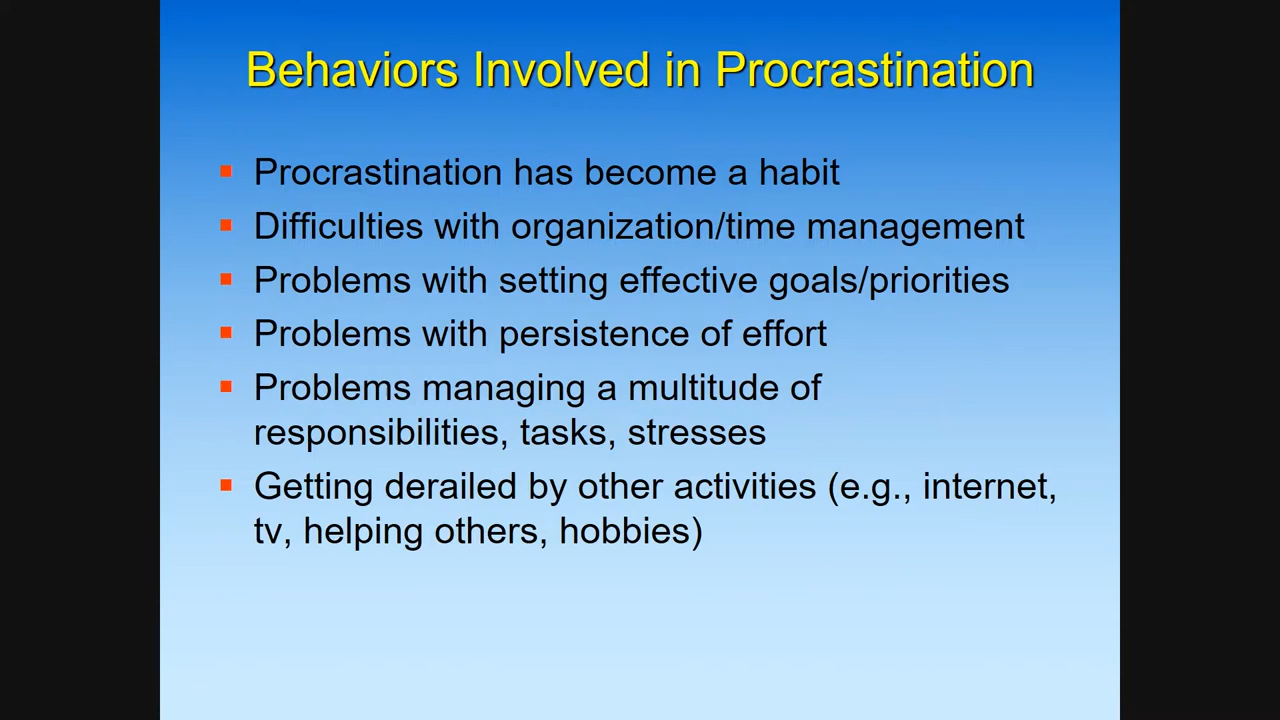 Behaviors Involved in Procrastination
▪ Procrastination has become a habit
▪ Difficulties with organization/time management
▪ Problems with setting effective goals/priorities
▪ Problems with persistence of effort
▪ Problems managing a multitude of
responsibilities, tasks, stresses
▪ Getting derailed by other activities (e.g., internet,
tv, helping others, hobbies)